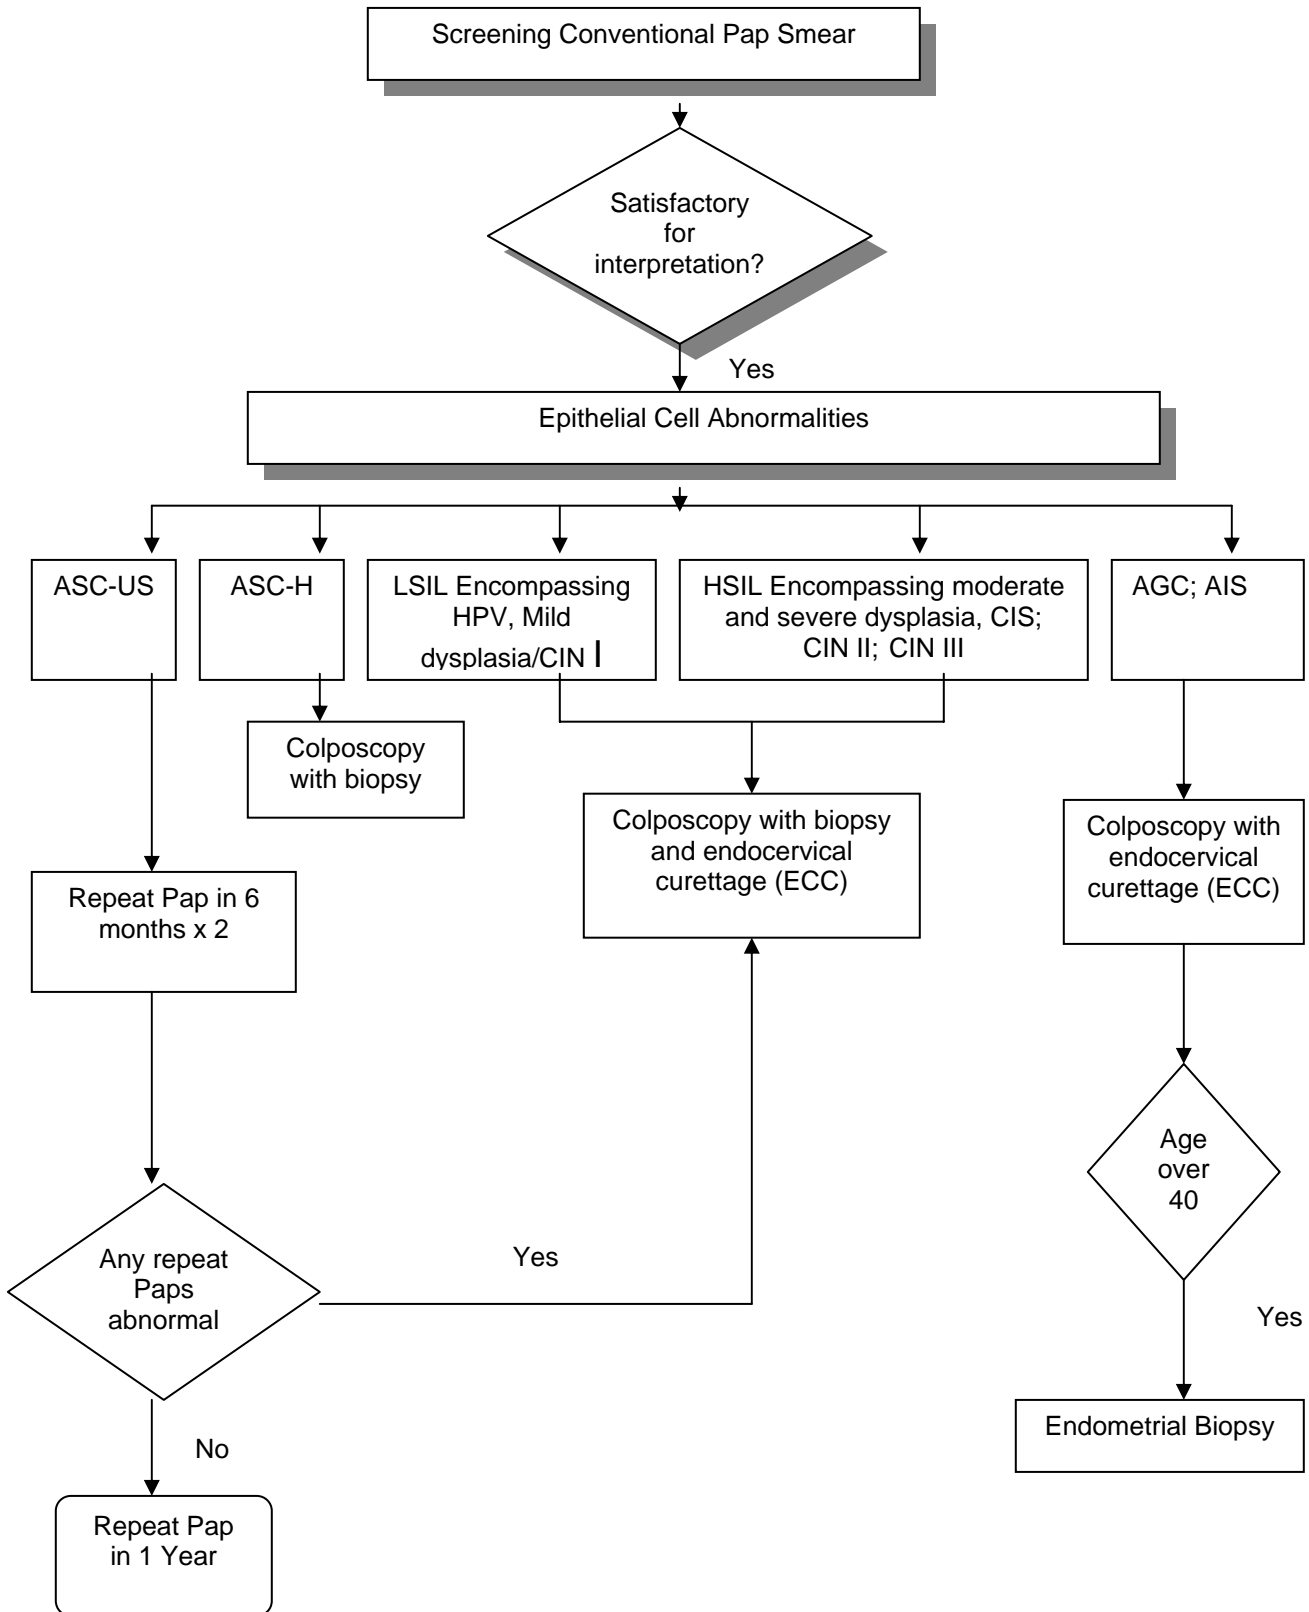 Screening Conventional Pap Smear
Satisfactory
for
interpretation?
Yes
Epithelial Cell Abnormalities
ASC-US
ASC-H
LSIL Encompassing
HPV, Mild
dysplasia/CIN I
HSIL Encompassing moderate
and severe dysplasia, CIS;
CIN II; CIN III
AGC; AIS
Colposcopy
with biopsy
Colposcopy with biopsy
and endocervical
curettage (ECC)
Colposcopy with
endocervical
curettage (ECC)
Repeat Pap in 6
months x 2
Age
over
40
Any repeat
Paps
abnormal
Yes
Yes
Endometrial Biopsy
No
Repeat Pap
in 1 Year